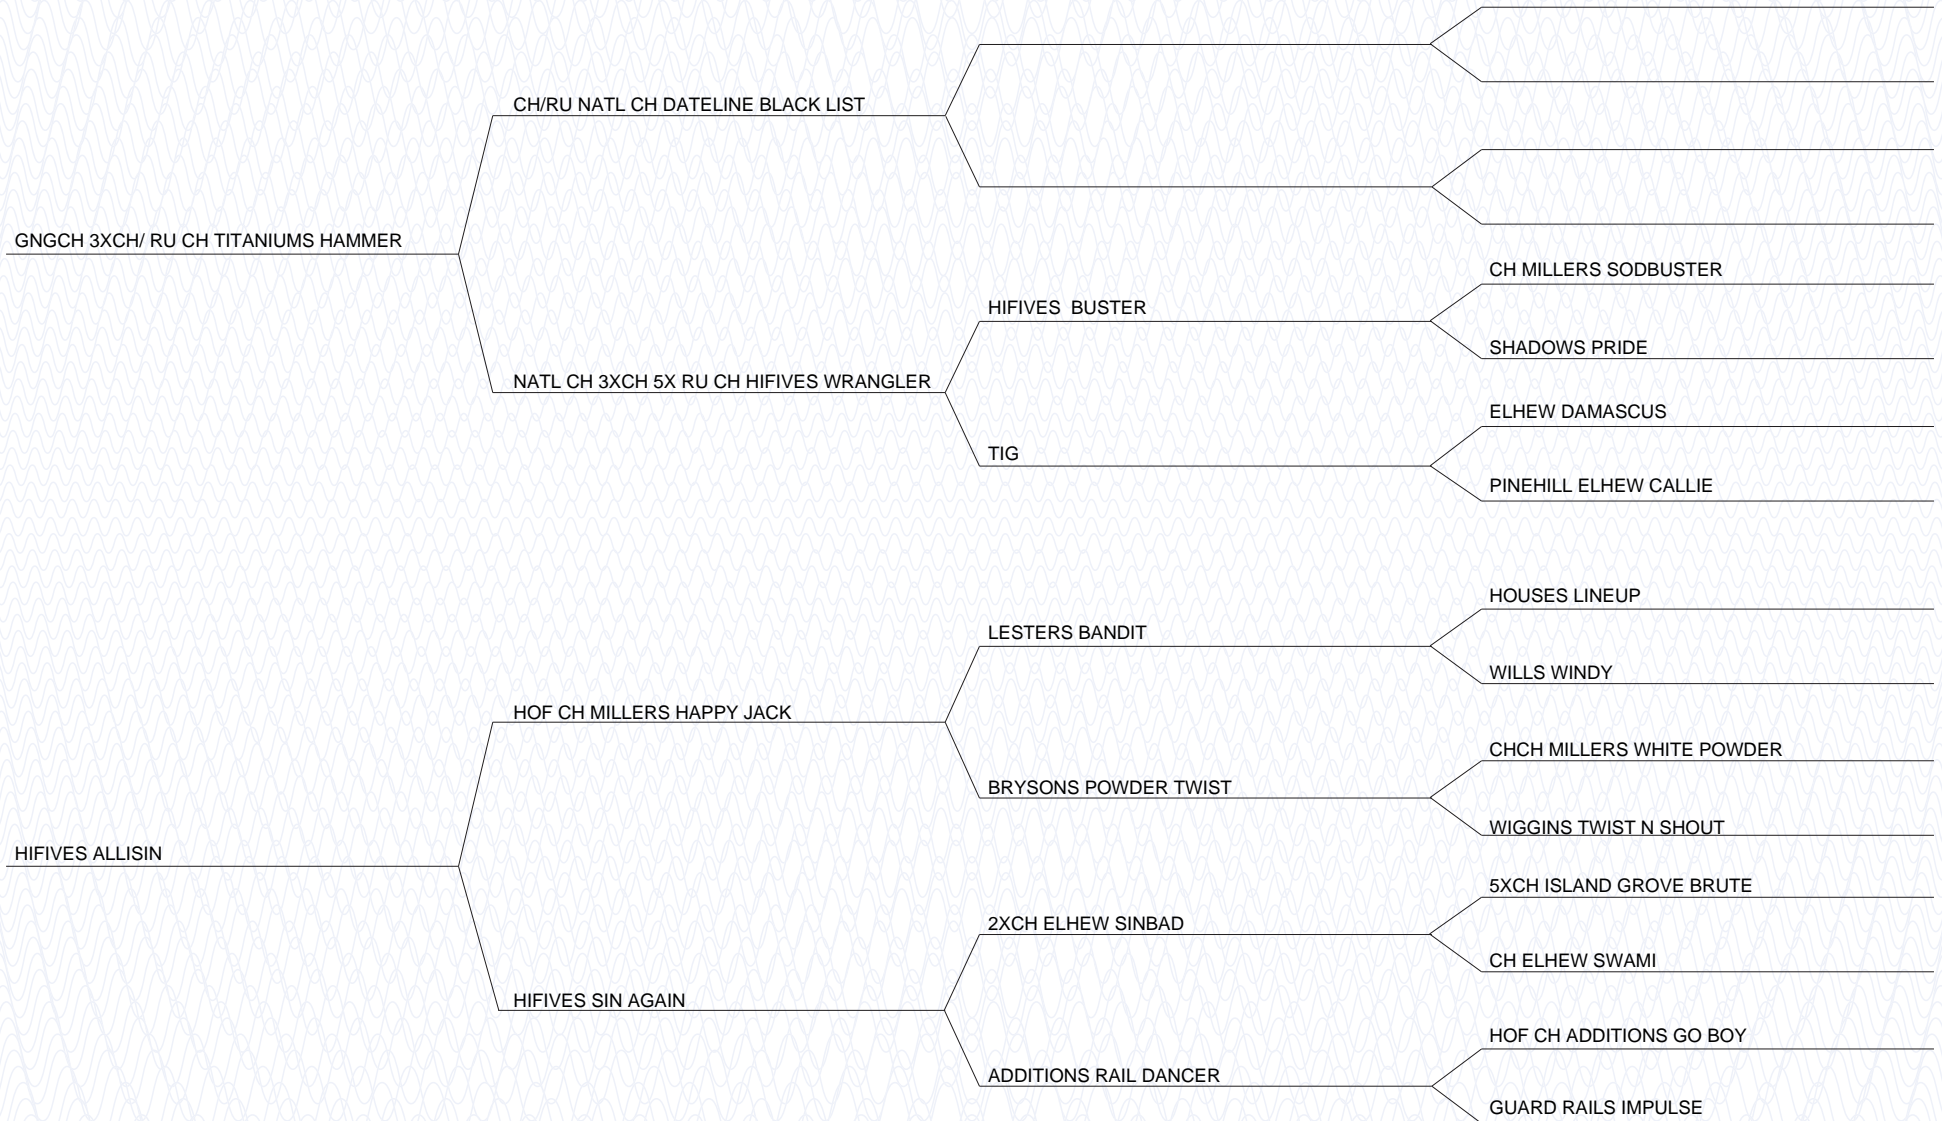 CH/RU NATL CH DATELINE BLACK LIST
GNGCH 3XCH/ RU CH TITANIUMS HAMMER
CH MILLERS SODBUSTER
HIFIVES  BUSTER
SHADOWS PRIDE
NATL CH 3XCH 5X RU CH HIFIVES WRANGLER
ELHEW DAMASCUS
TIG
PINEHILL ELHEW CALLIE
HOUSES LINEUP
LESTERS BANDIT
WILLS WINDY
HOF CH MILLERS HAPPY JACK
CHCH MILLERS WHITE POWDER
BRYSONS POWDER TWIST
WIGGINS TWIST N SHOUT
HIFIVES ALLISIN
5XCH ISLAND GROVE BRUTE
2XCH ELHEW SINBAD
CH ELHEW SWAMI
HIFIVES SIN AGAIN
HOF CH ADDITIONS GO BOY
ADDITIONS RAIL DANCER
GUARD RAILS IMPULSE